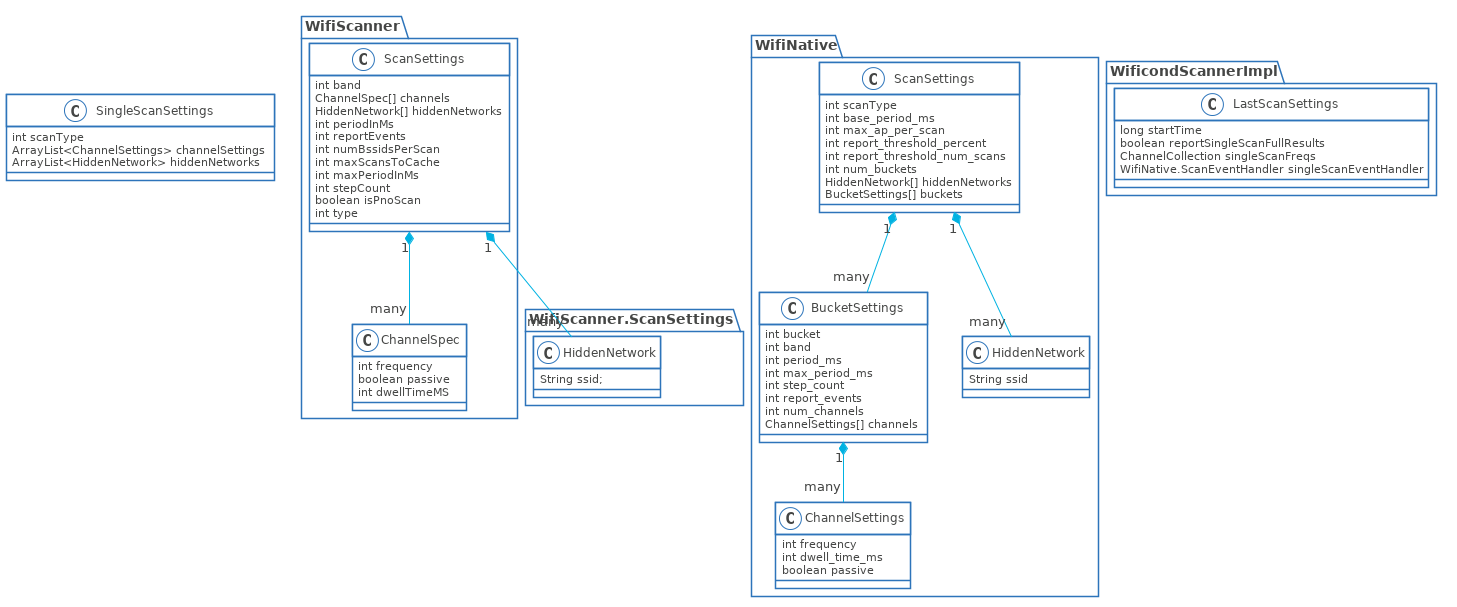 C SingleScanSettings
int scanType
ArrayList<ChannelSettings> channelSettings
ArrayList<HiddenNetwork> hiddenNetworks
WifiScanner
C ScanSettings
int band
ChannelSpec[] channels
HiddenNetwork[] hiddenNetworks
int periodInMs
int reportEvents
int numBssidsPerScan
int maxScansToCache
int maxPeriodInMs
int stepCount
boolean isPnoScan
int type
1
1
many
many
C ChannelSpec
int frequency
boolean passive
int dwellTimeMS
WifiScanner.ScanSettings
C HiddenNetwork
String ssid;
WifiNative
C ScanSettings
int scanType
int base_period_ms
int max_ap_per_scan
int report_threshold_percent
int report_threshold_num_scans
int num_buckets
HiddenNetwork[] hiddenNetworks
BucketSettings[] buckets
1
1
many
many
C BucketSettings
int bucket
int band
int period_ms
int max_period_ms
int step_count
int report_events
int num_channels
ChannelSettings[] channels
C HiddenNetwork
String ssid
1
many
C ChannelSettings
int frequency
int dwell_time_ms
boolean passive
WificondScannerImpl
C LastScanSettings
long startTime
boolean reportSingleScanFullResults
ChannelCollection singleScanFreqs
WifiNative.ScanEventHandler singleScanEventHandler